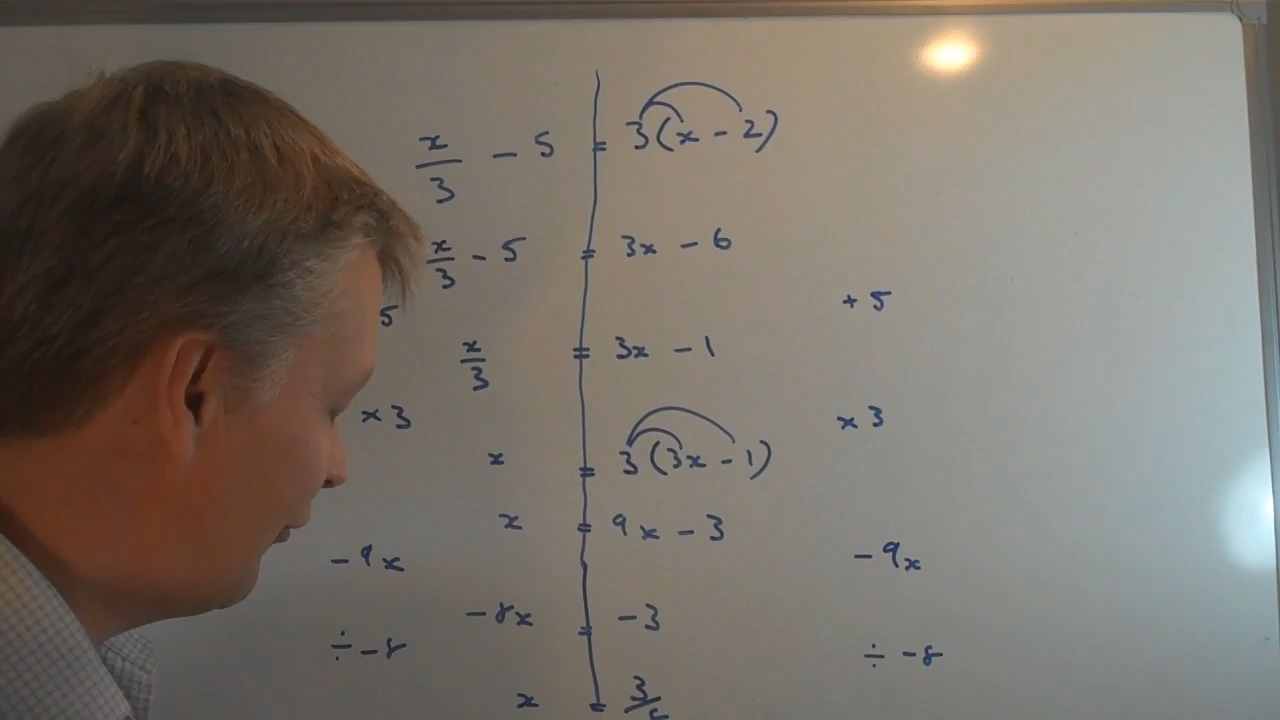 x/3 - 5 = 3(x - 2)
x/3 - 5 = 3x - 6
5 + 5
x/3 = 3x - 1
×3 ×3
x = 3(3x - 1)
x = 9x - 3
-9x -9x
-8x = -3
÷ -8 ÷ -8
x = 3/8